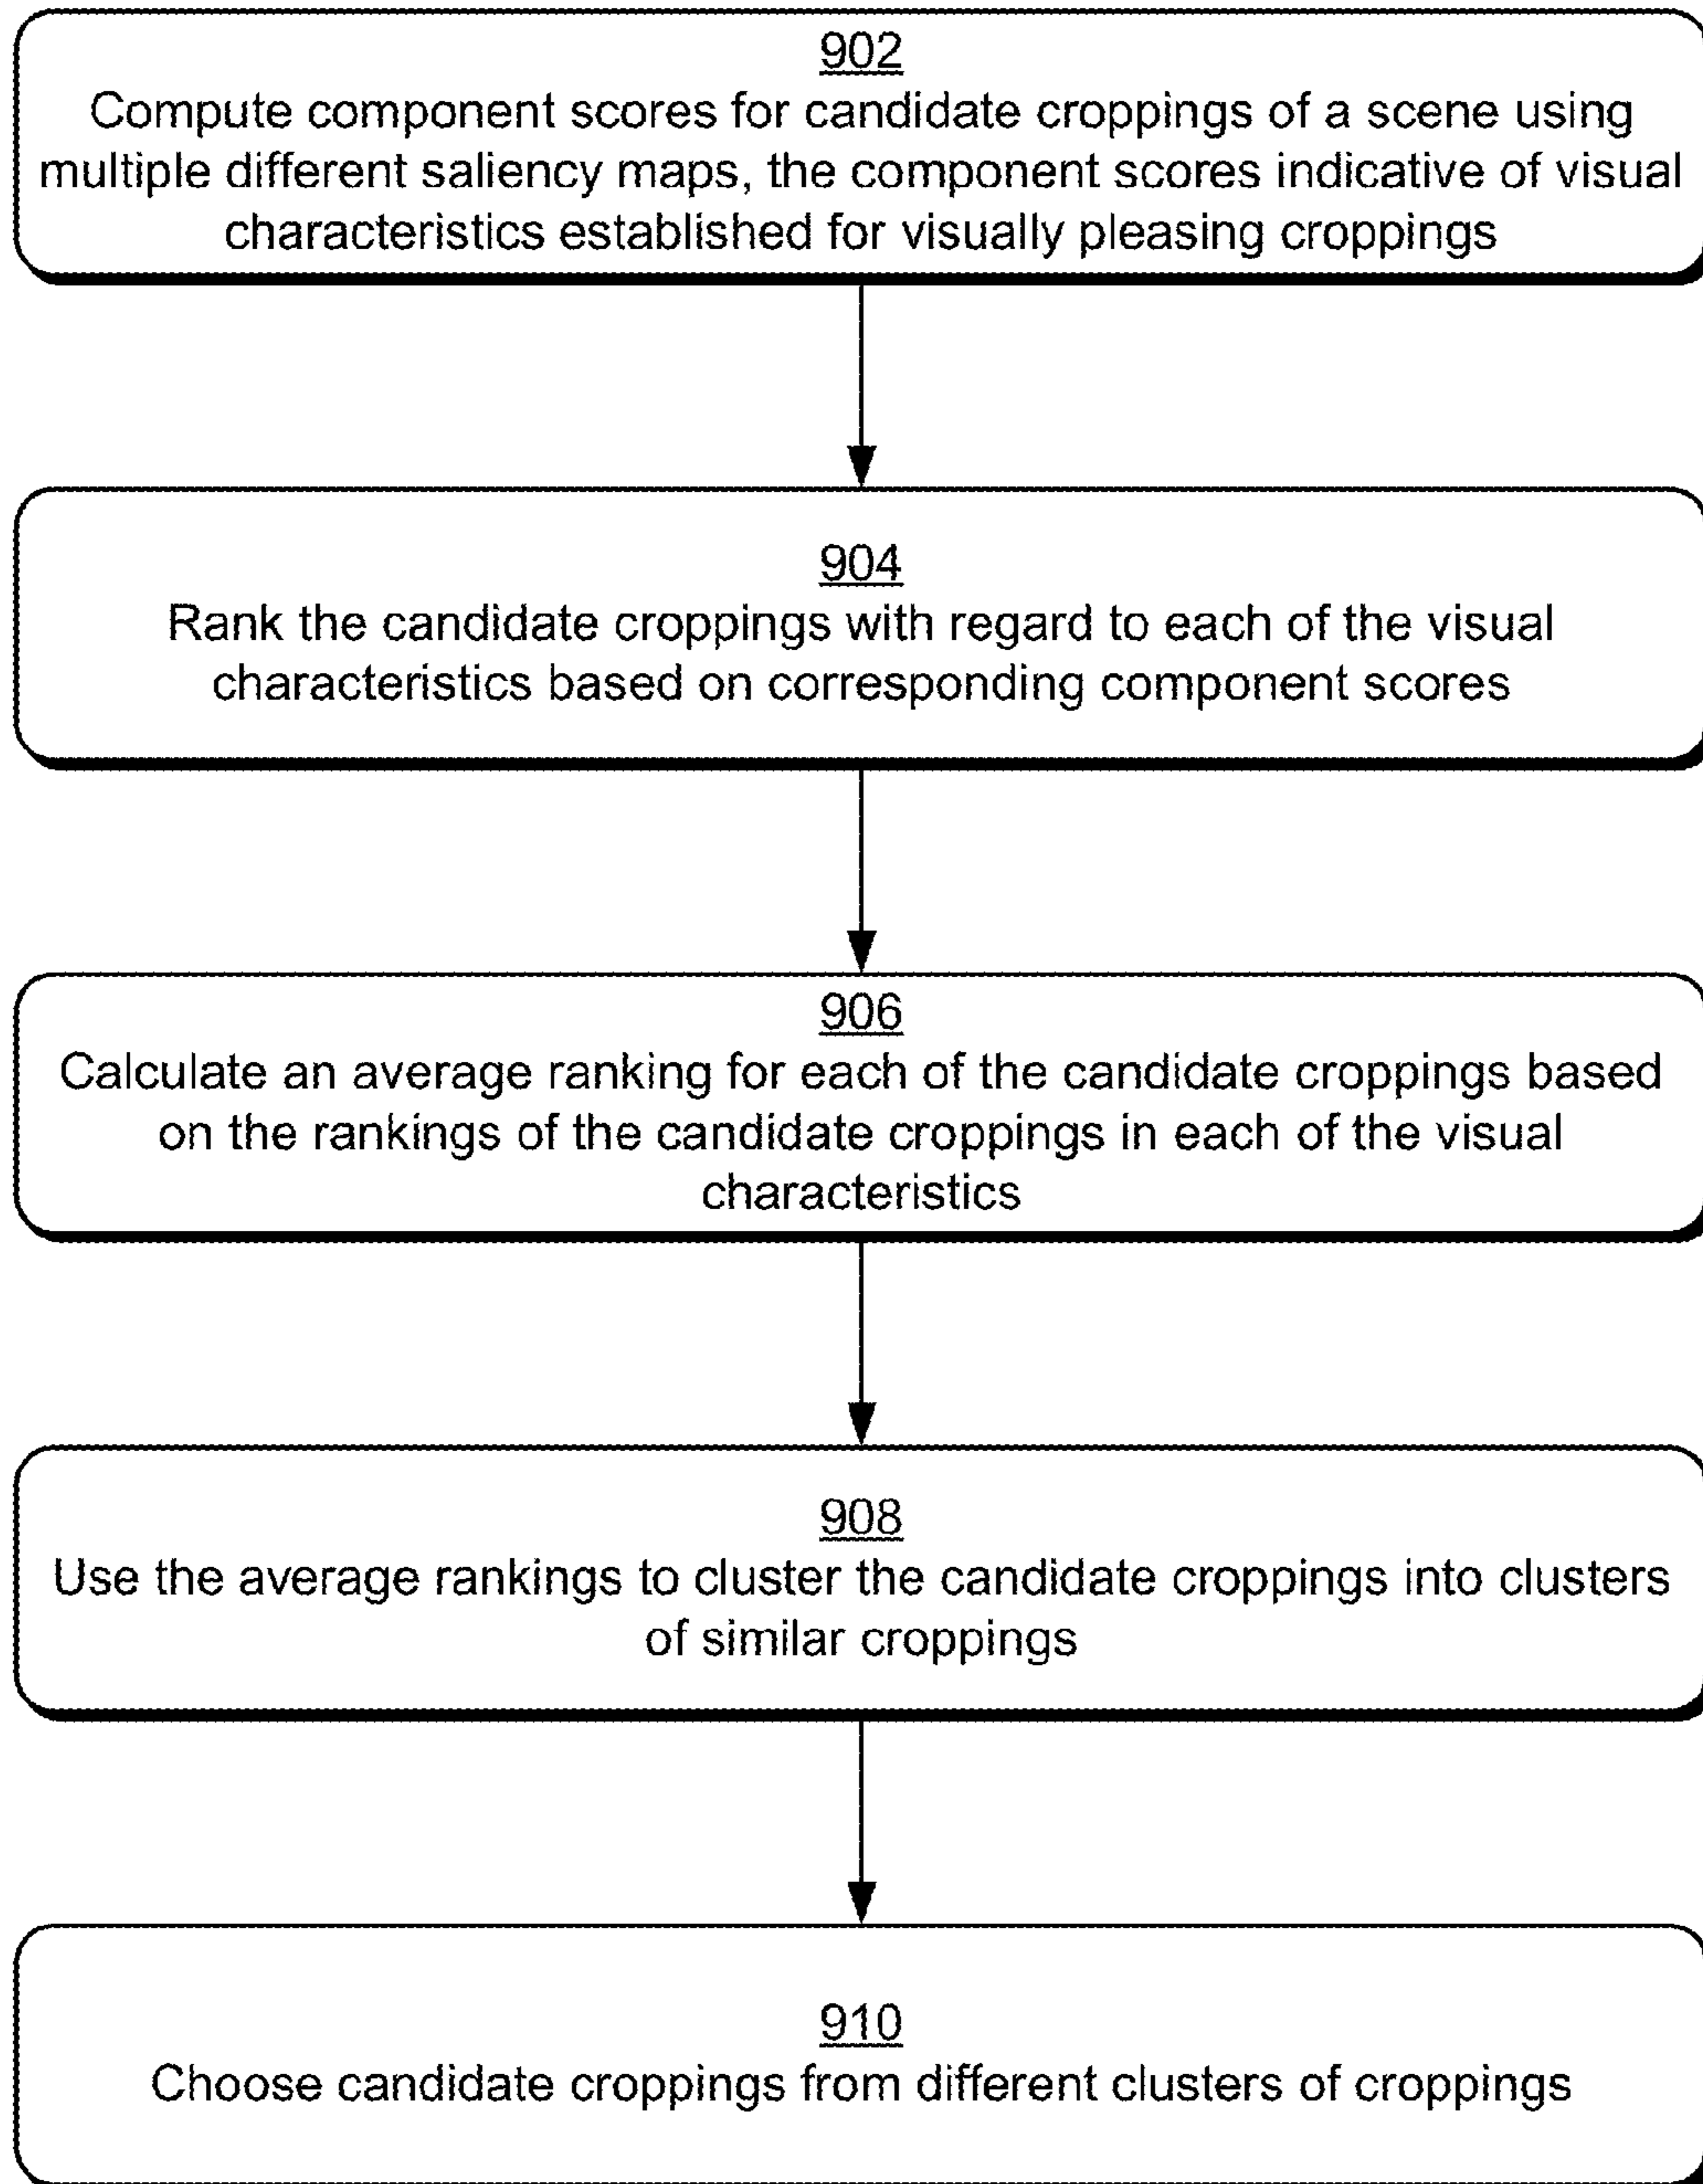 902
Compute component scores for candidate croppings of a scene using
multiple different saliency maps, the component scores indicative of visual
characteristics established for visually pleasing croppings
904
Rank the candidate croppings with regard to each of the visual
characteristics based on corresponding component scores
906
Calculate an average ranking for each of the candidate croppings based
on the rankings of the candidate croppings in each of the visual
characteristics
908
Use the average rankings to cluster the candidate croppings into clusters
of similar croppings
910
Choose candidate croppings from different clusters of croppings